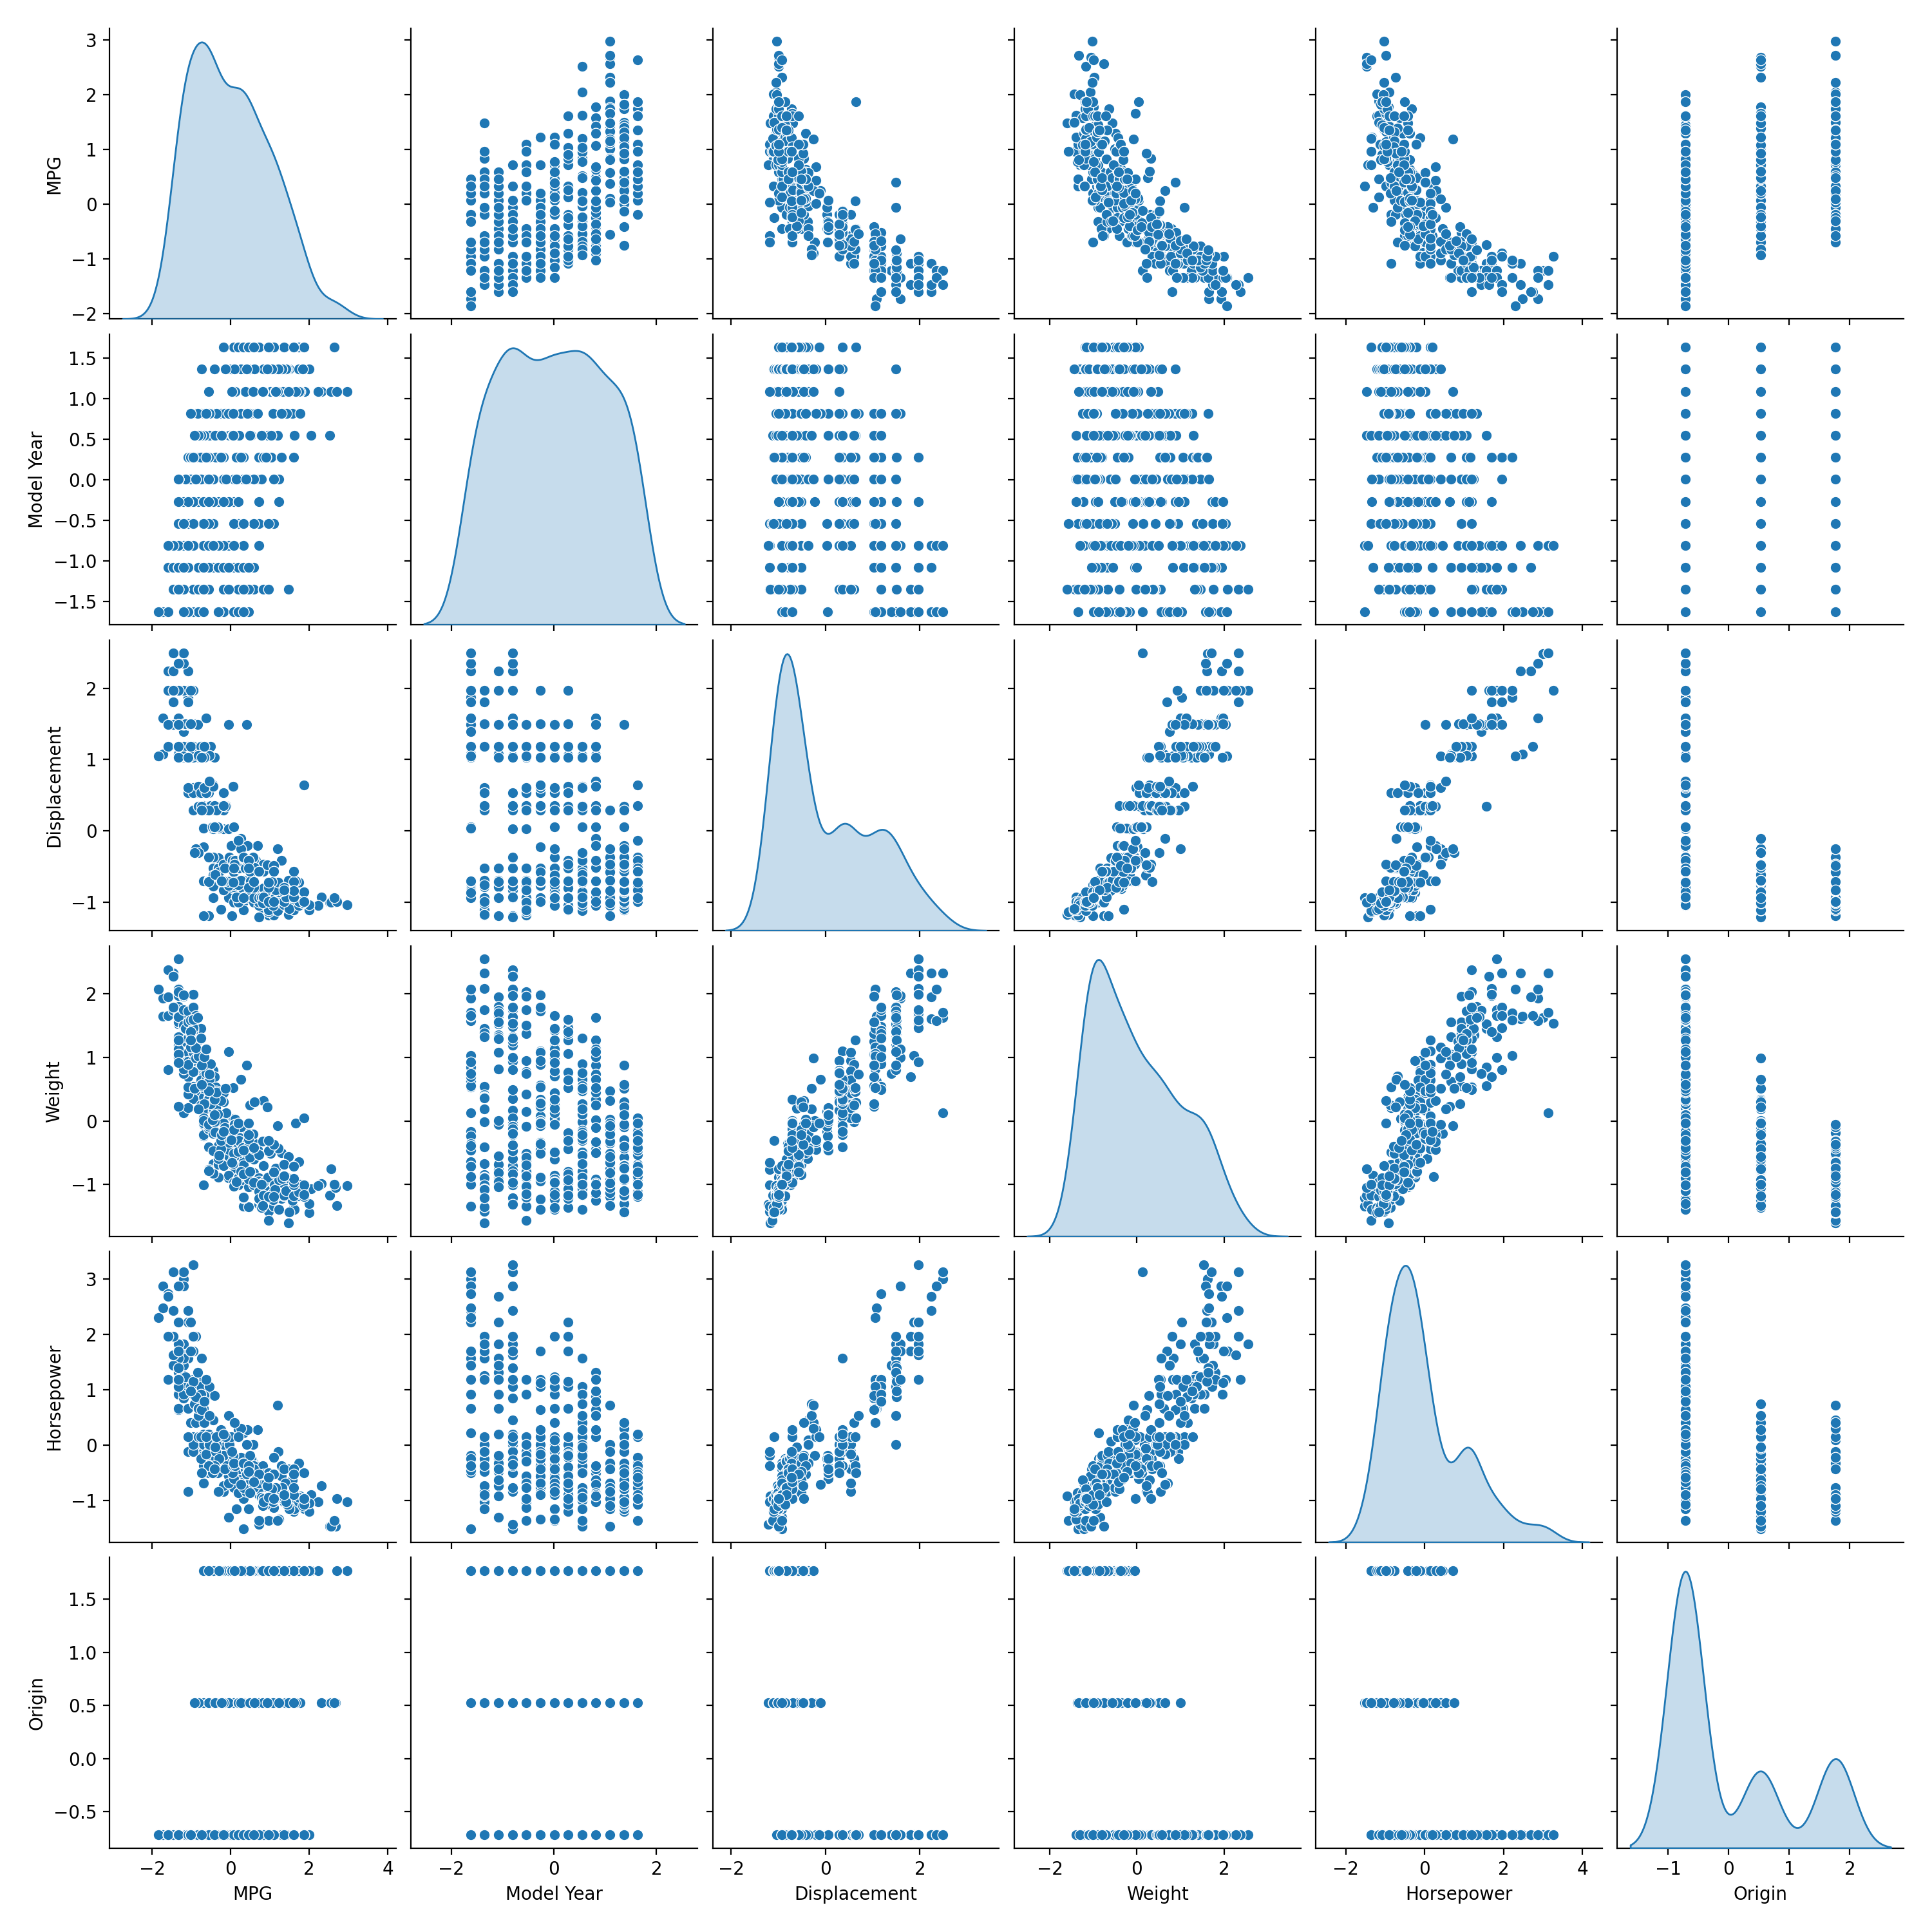 3
2
1
0
−1
−2
MPG
1.5
1.0
0.5
0.0
−0.5
−1.0
−1.5
Model Year
2
1
0
−1
Displacement
2
1
0
−1
Weight
3
2
1
0
−1
Horsepower
1.5
1.0
0.5
0.0
−0.5
Origin
−2 0 2 4
−2 0 2
−2 0 2
−2 0 2
−2 0 2 4
−1 0 1 2
MPG Model Year Displacement Weight Horsepower Origin